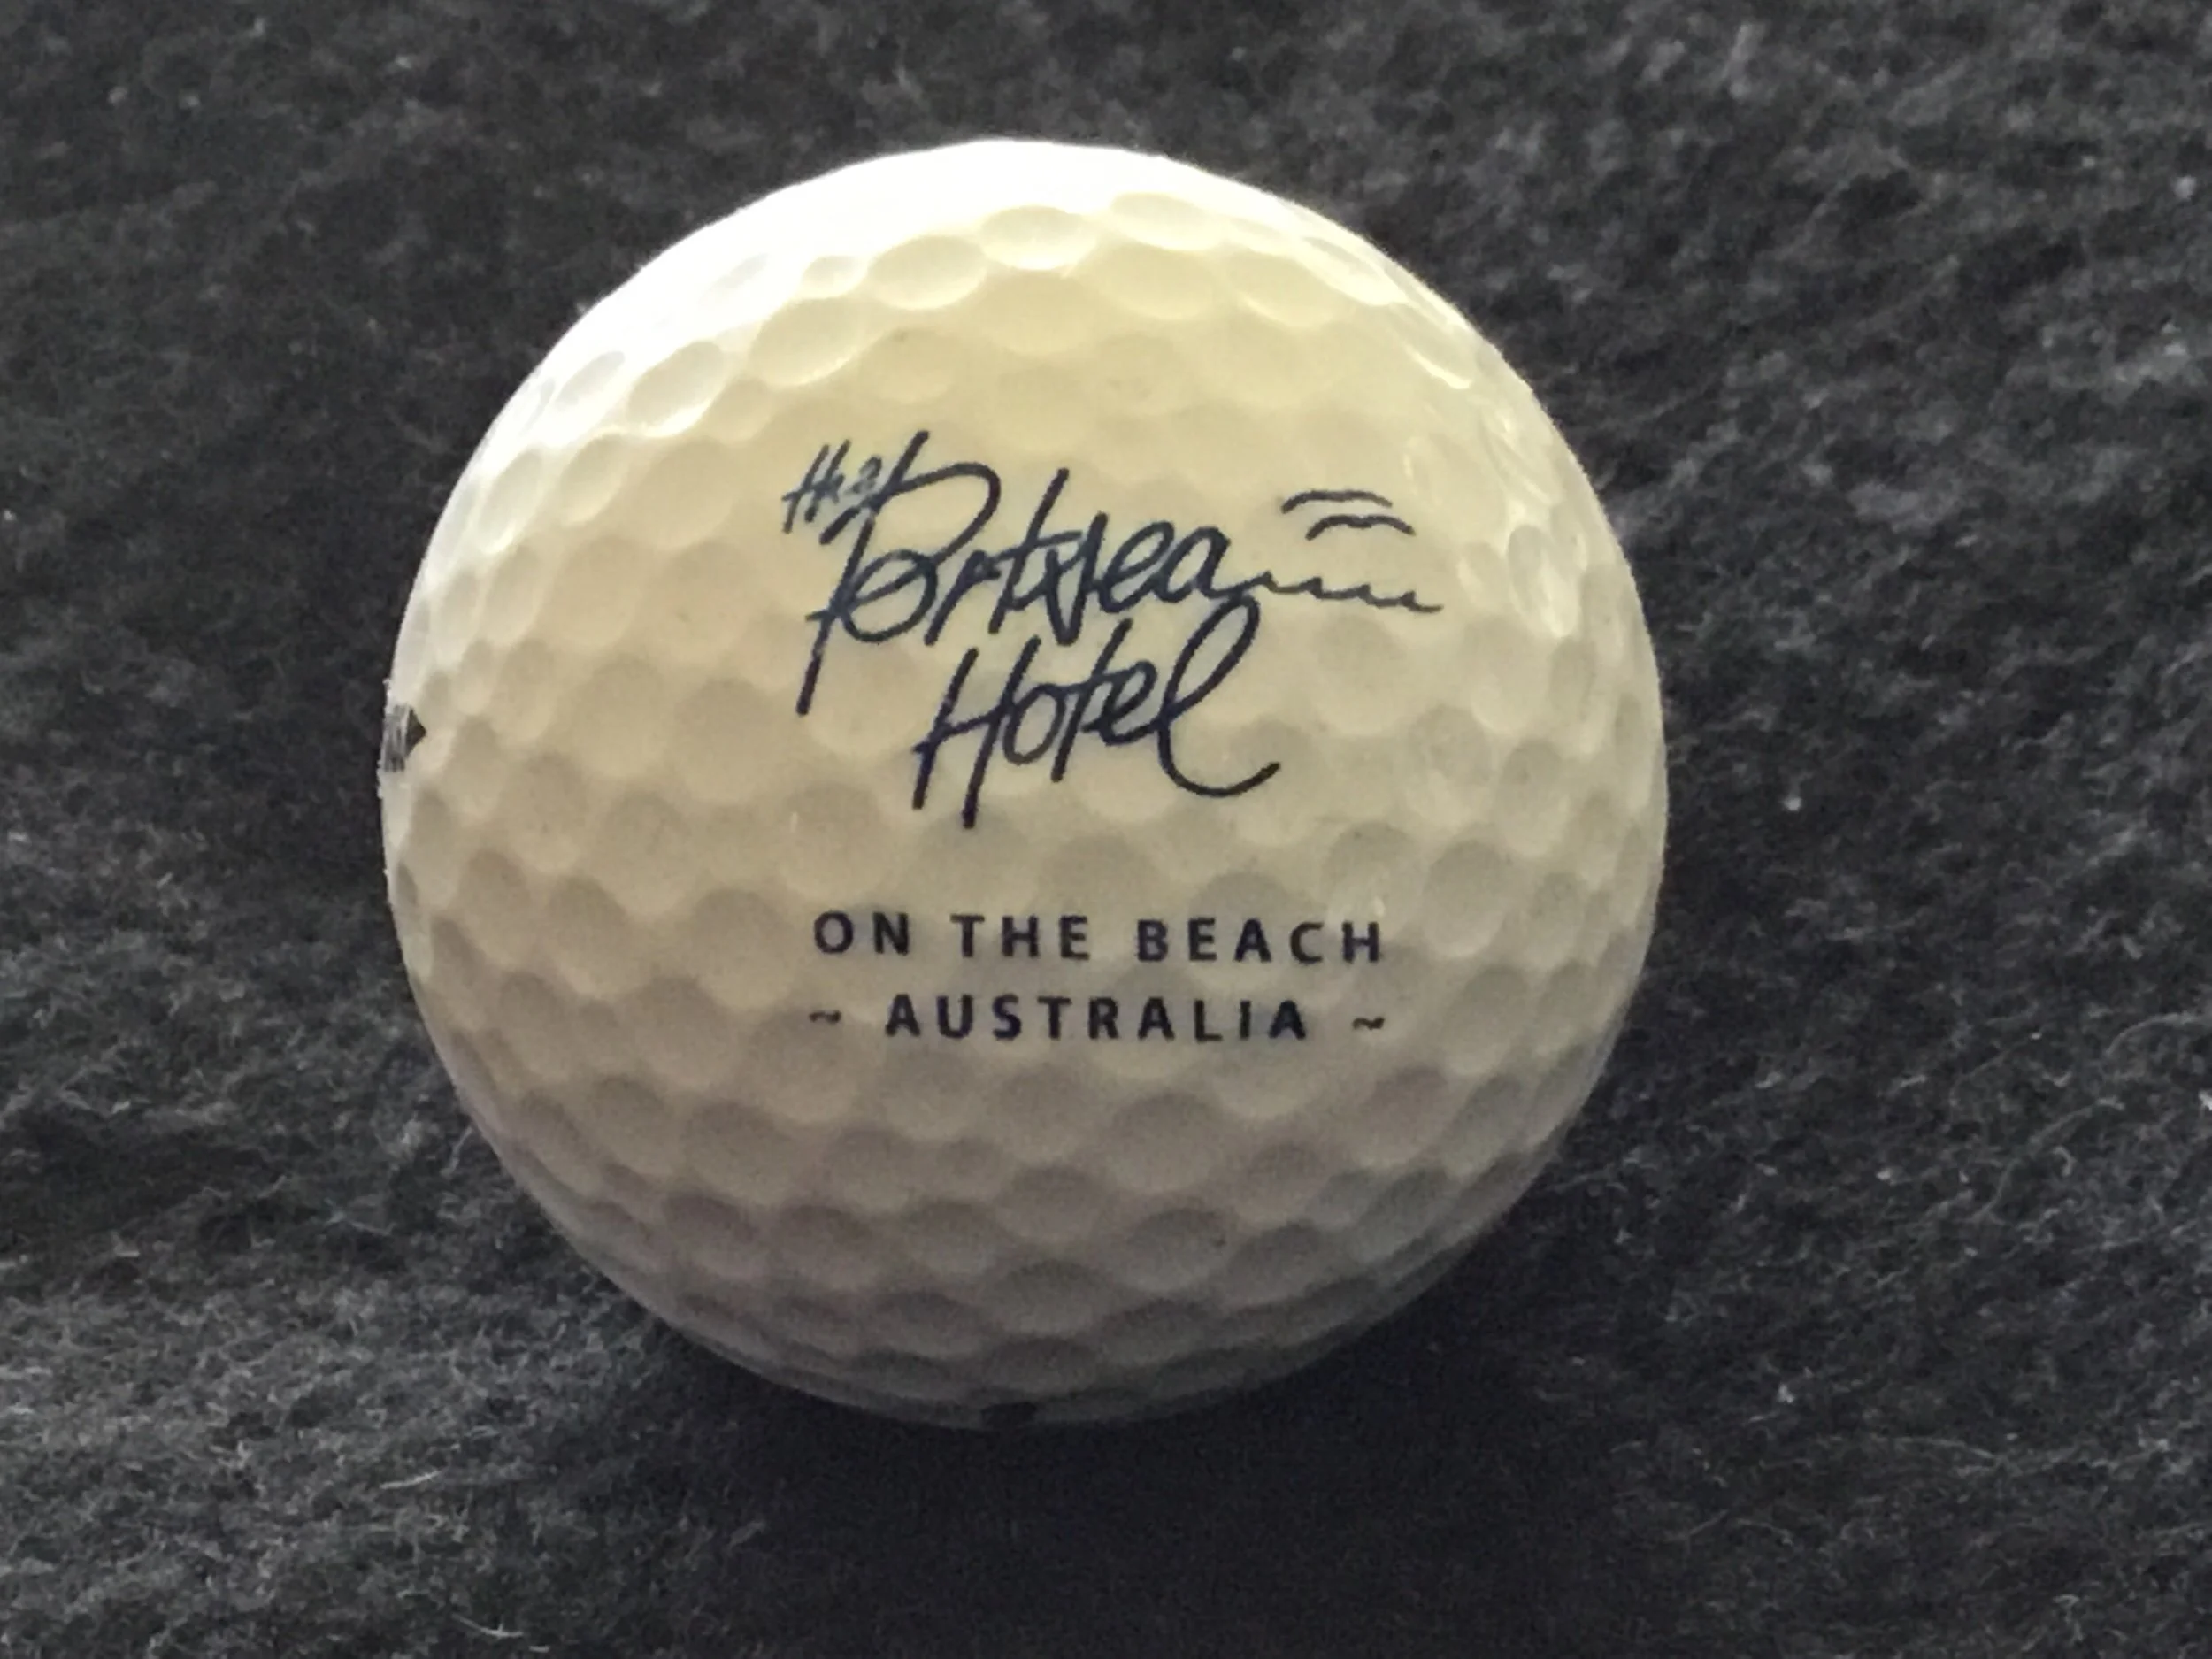 the
Portsea
Hotel
ON THE BEACH
~ AUSTRALIA ~